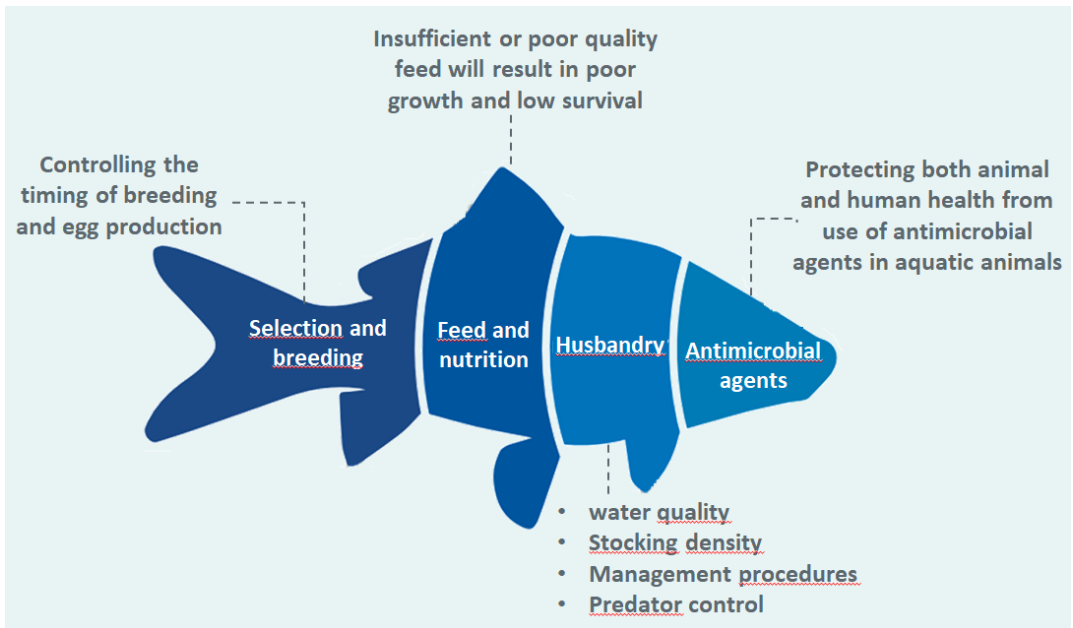 Insufficient or poor quality
feed will result in poor
growth and low survival
Controlling the
timing of breeding
and egg production
Protecting both animal
and human health from
use of antimicrobial
agents in aquatic animals
Selection and
breeding
Feed and
nutrition
Husbandry
Antimicrobial
agents
• water quality
• Stocking density
• Management procedures
• Predator control